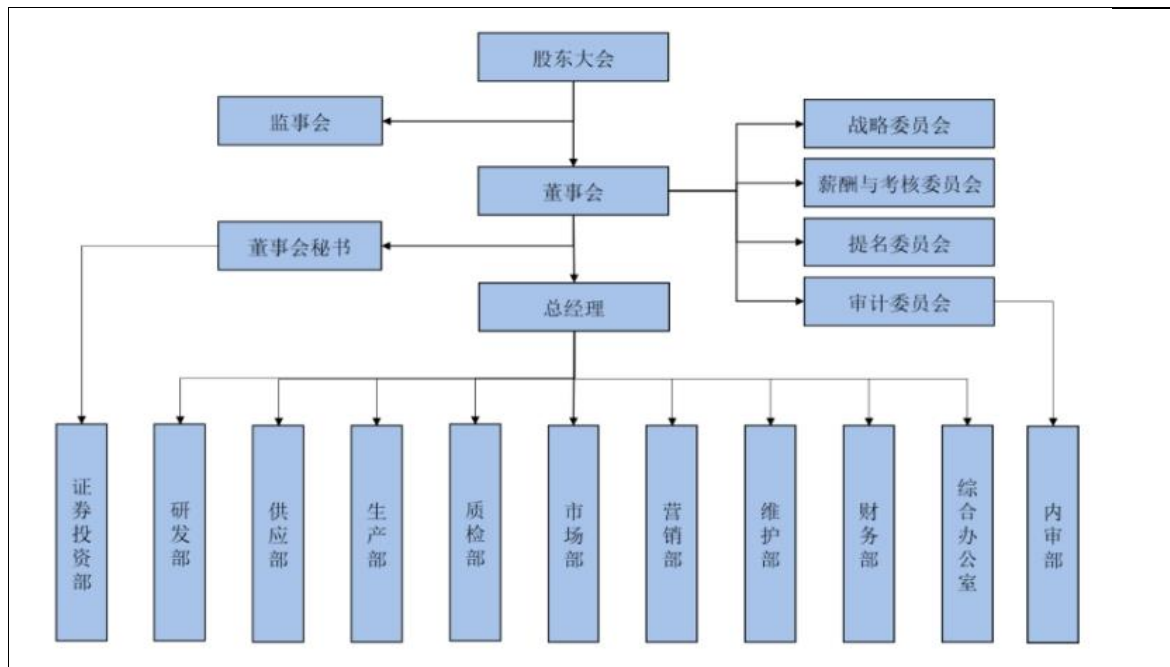 股东大会
监事会
战略委员会
董事会
薪酬与考核委员会
董事会秘书
提名委员会
总经理
审计委员会
证券投资部
研发部
供应部
生产部
质检部
市场部
营销部
维护部
财务部
综合办公室
内审部